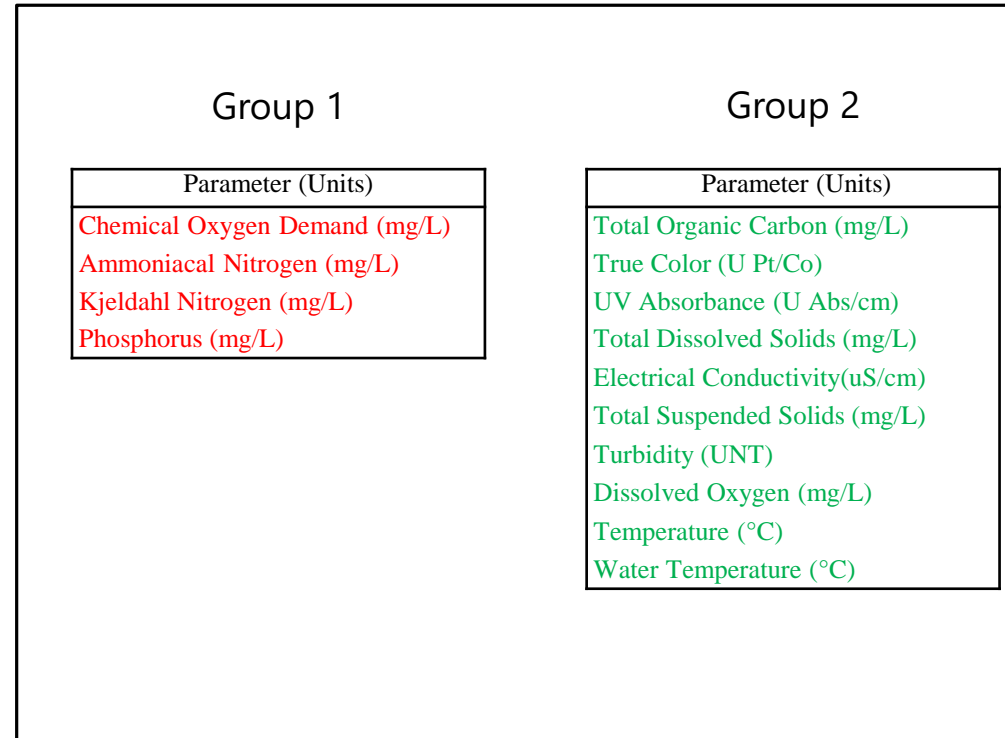 Group 1
Parameter (Units)
Chemical Oxygen Demand (mg/L)
Ammoniacal Nitrogen (mg/L)
Kjeldahl Nitrogen (mg/L)
Phosphorus (mg/L)
Group 2
Parameter (Units)
Total Organic Carbon (mg/L)
True Color (U Pt/Co)
UV Absorbance (U Abs/cm)
Total Dissolved Solids (mg/L)
Electrical Conductivity(uS/cm)
Total Suspended Solids (mg/L)
Turbidity (UNT)
Dissolved Oxygen (mg/L)
Temperature (°C)
Water Temperature (°C)